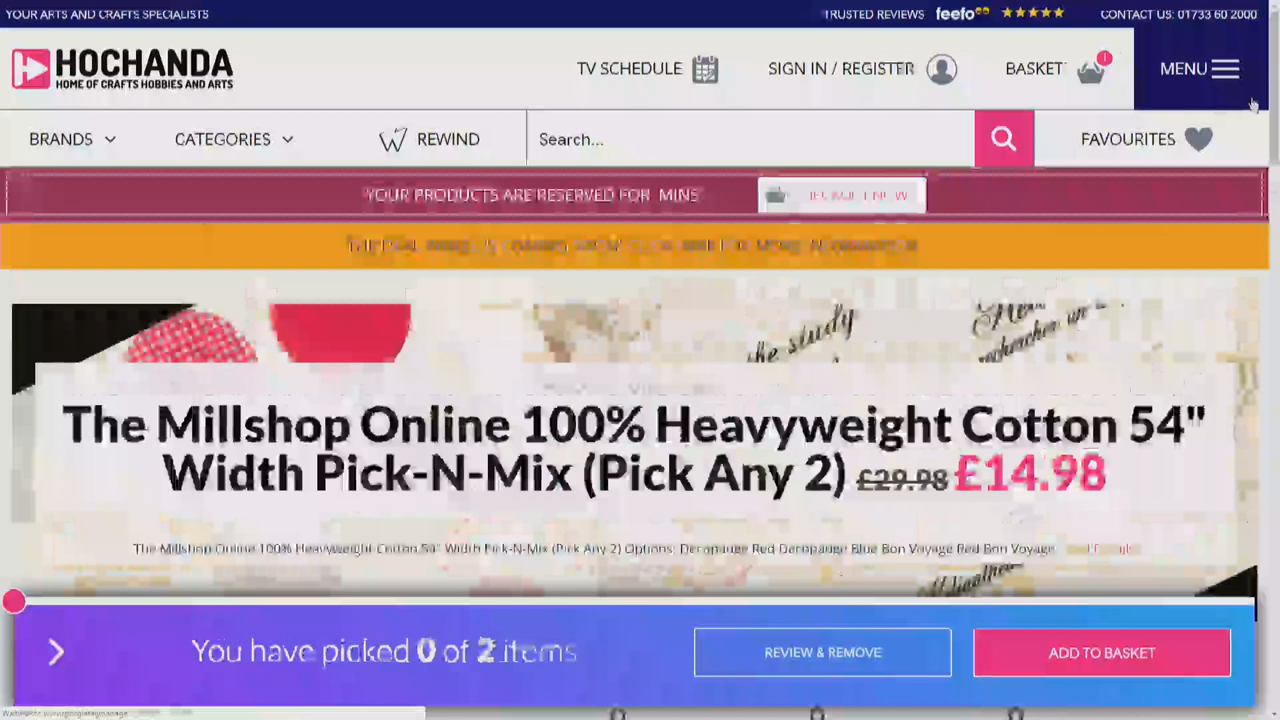 YOUR ARTS AND CRAFTS SPECIALISTS
TRUSTED REVIEWS feefo
CONTACT US: 01733 60 2000
HOCHANDA
HOME OF CRAFTS HOBBIES AND ARTS
TV SCHEDULE
SIGN IN / REGISTER
BASKET
1
MENU
BRANDS
CATEGORIES
REWIND
Search...
FAVOURITES
YOUR PRODUCTS ARE RESERVED FOR MINS
he study
The Millshop Online 100% Heavyweight Cotton 54"
Width Pick-N-Mix (Pick Any 2) £29.98 £14.98
The Millshop Online 100% Heavyweight Cotton 54" Width Pick-N-Mix (Pick Any 2) Options: Decopauge Red Decopauge Blue Bon Voyage Red Bon Voyage
You have picked 0 of 2 items
REVIEW & REMOVE
ADD TO BASKET